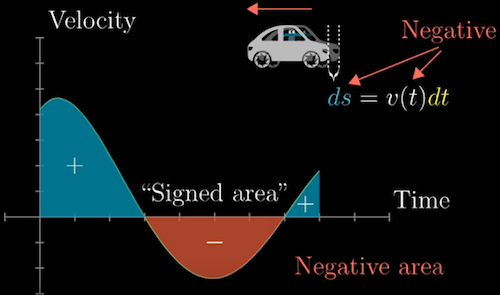 Velocity
Negative
ds = v(t)dt
+
“Signed area”
+
Time
−
Negative area